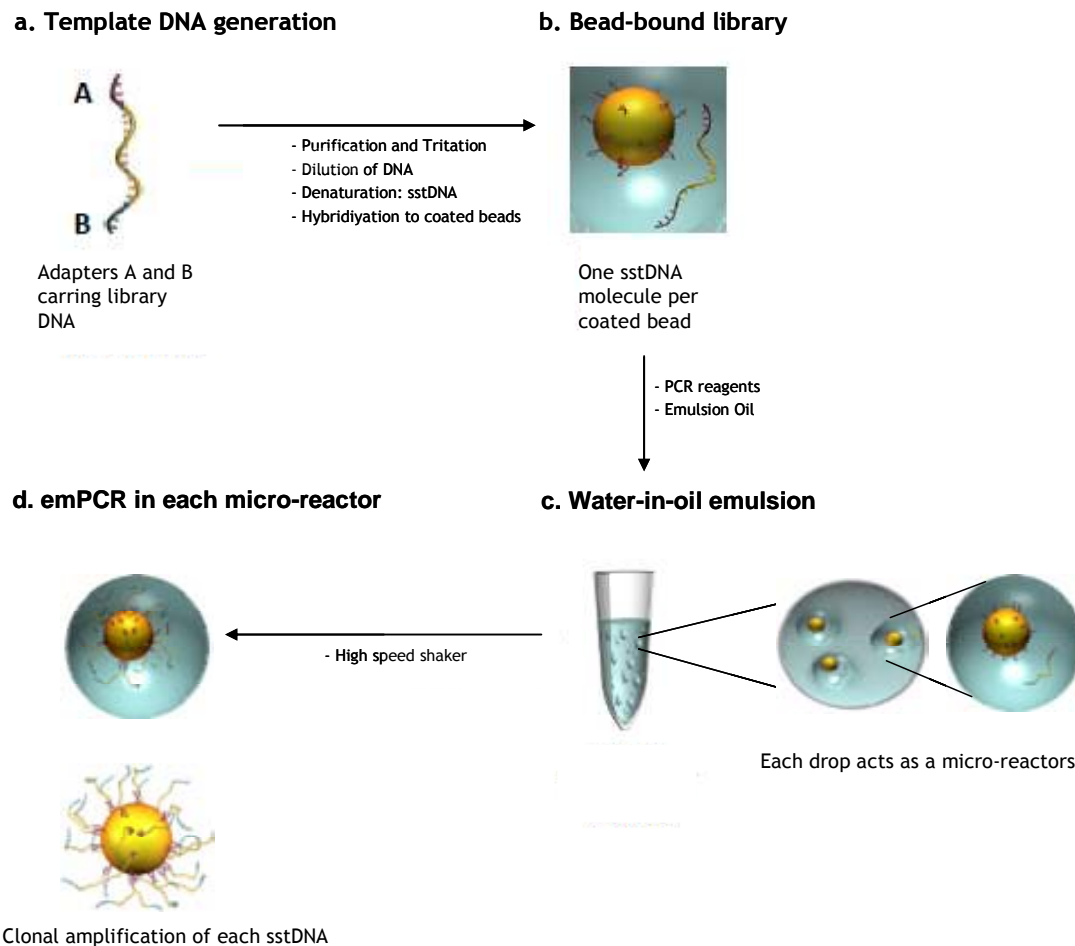 a. Template DNA generation
A
B
Adapters A and B
carring library
DNA
- Purification and Tritation
- Dilution of DNA
- Denaturation: sstDNA
- Hybridiyation to coated beads
b. Bead-bound library
One sstDNA
molecule per
coated bead
- PCR reagents
- Emulsion Oil
c. Water-in-oil emulsion
Each drop acts as a micro-reactors
- High speed shaker
d. emPCR in each micro-reactor
Clonal amplification of each sstDNA